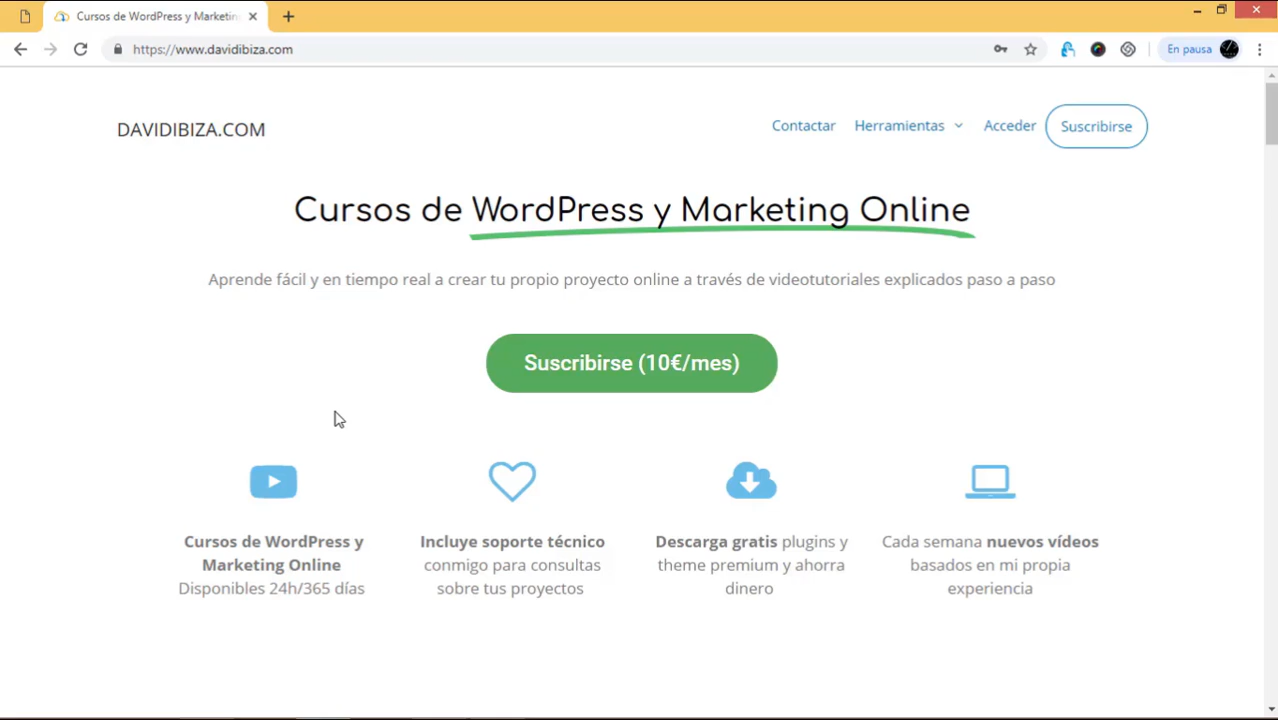 Cursos de WordPress y Marketin
https://www.davidibiza.com
En pausa
DAVIDIBIZA.COM
Contactar
Herramientas
Acceder
Suscribirse
Cursos de WordPress y Marketing Online
Aprende fácil y en tiempo real a crear tu propio proyecto online a través de videotutoriales explicados paso a paso
Suscribirse (10€/mes)
Cursos de WordPress y
Marketing Online
Disponibles 24h/365 días
Incluye soporte técnico
conmigo para consultas
sobre tus proyectos
Descarga gratis plugins y
theme premium y ahorra
dinero
Cada semana nuevos vídeos
basados en mi propia
experiencia